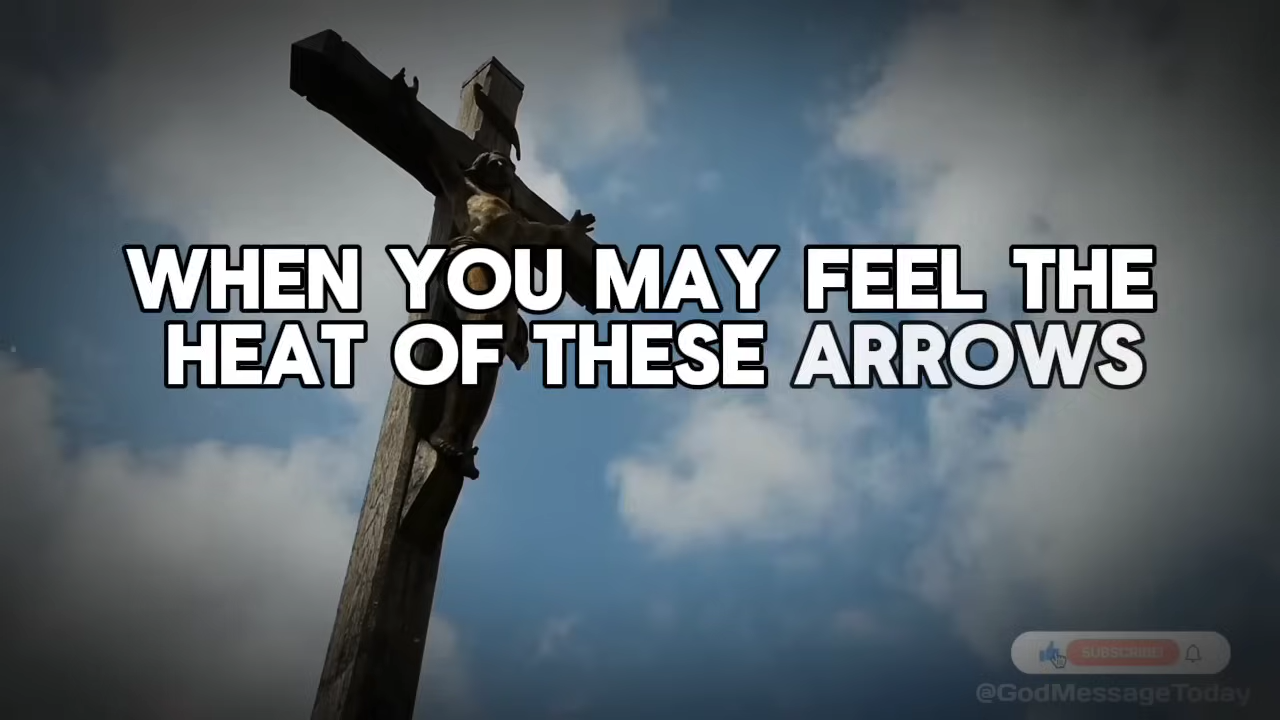 WHEN YOU MAY FEEL THE
HEAT OF THESE ARROWS
SUBSCRIBE!
@GodMessageToday